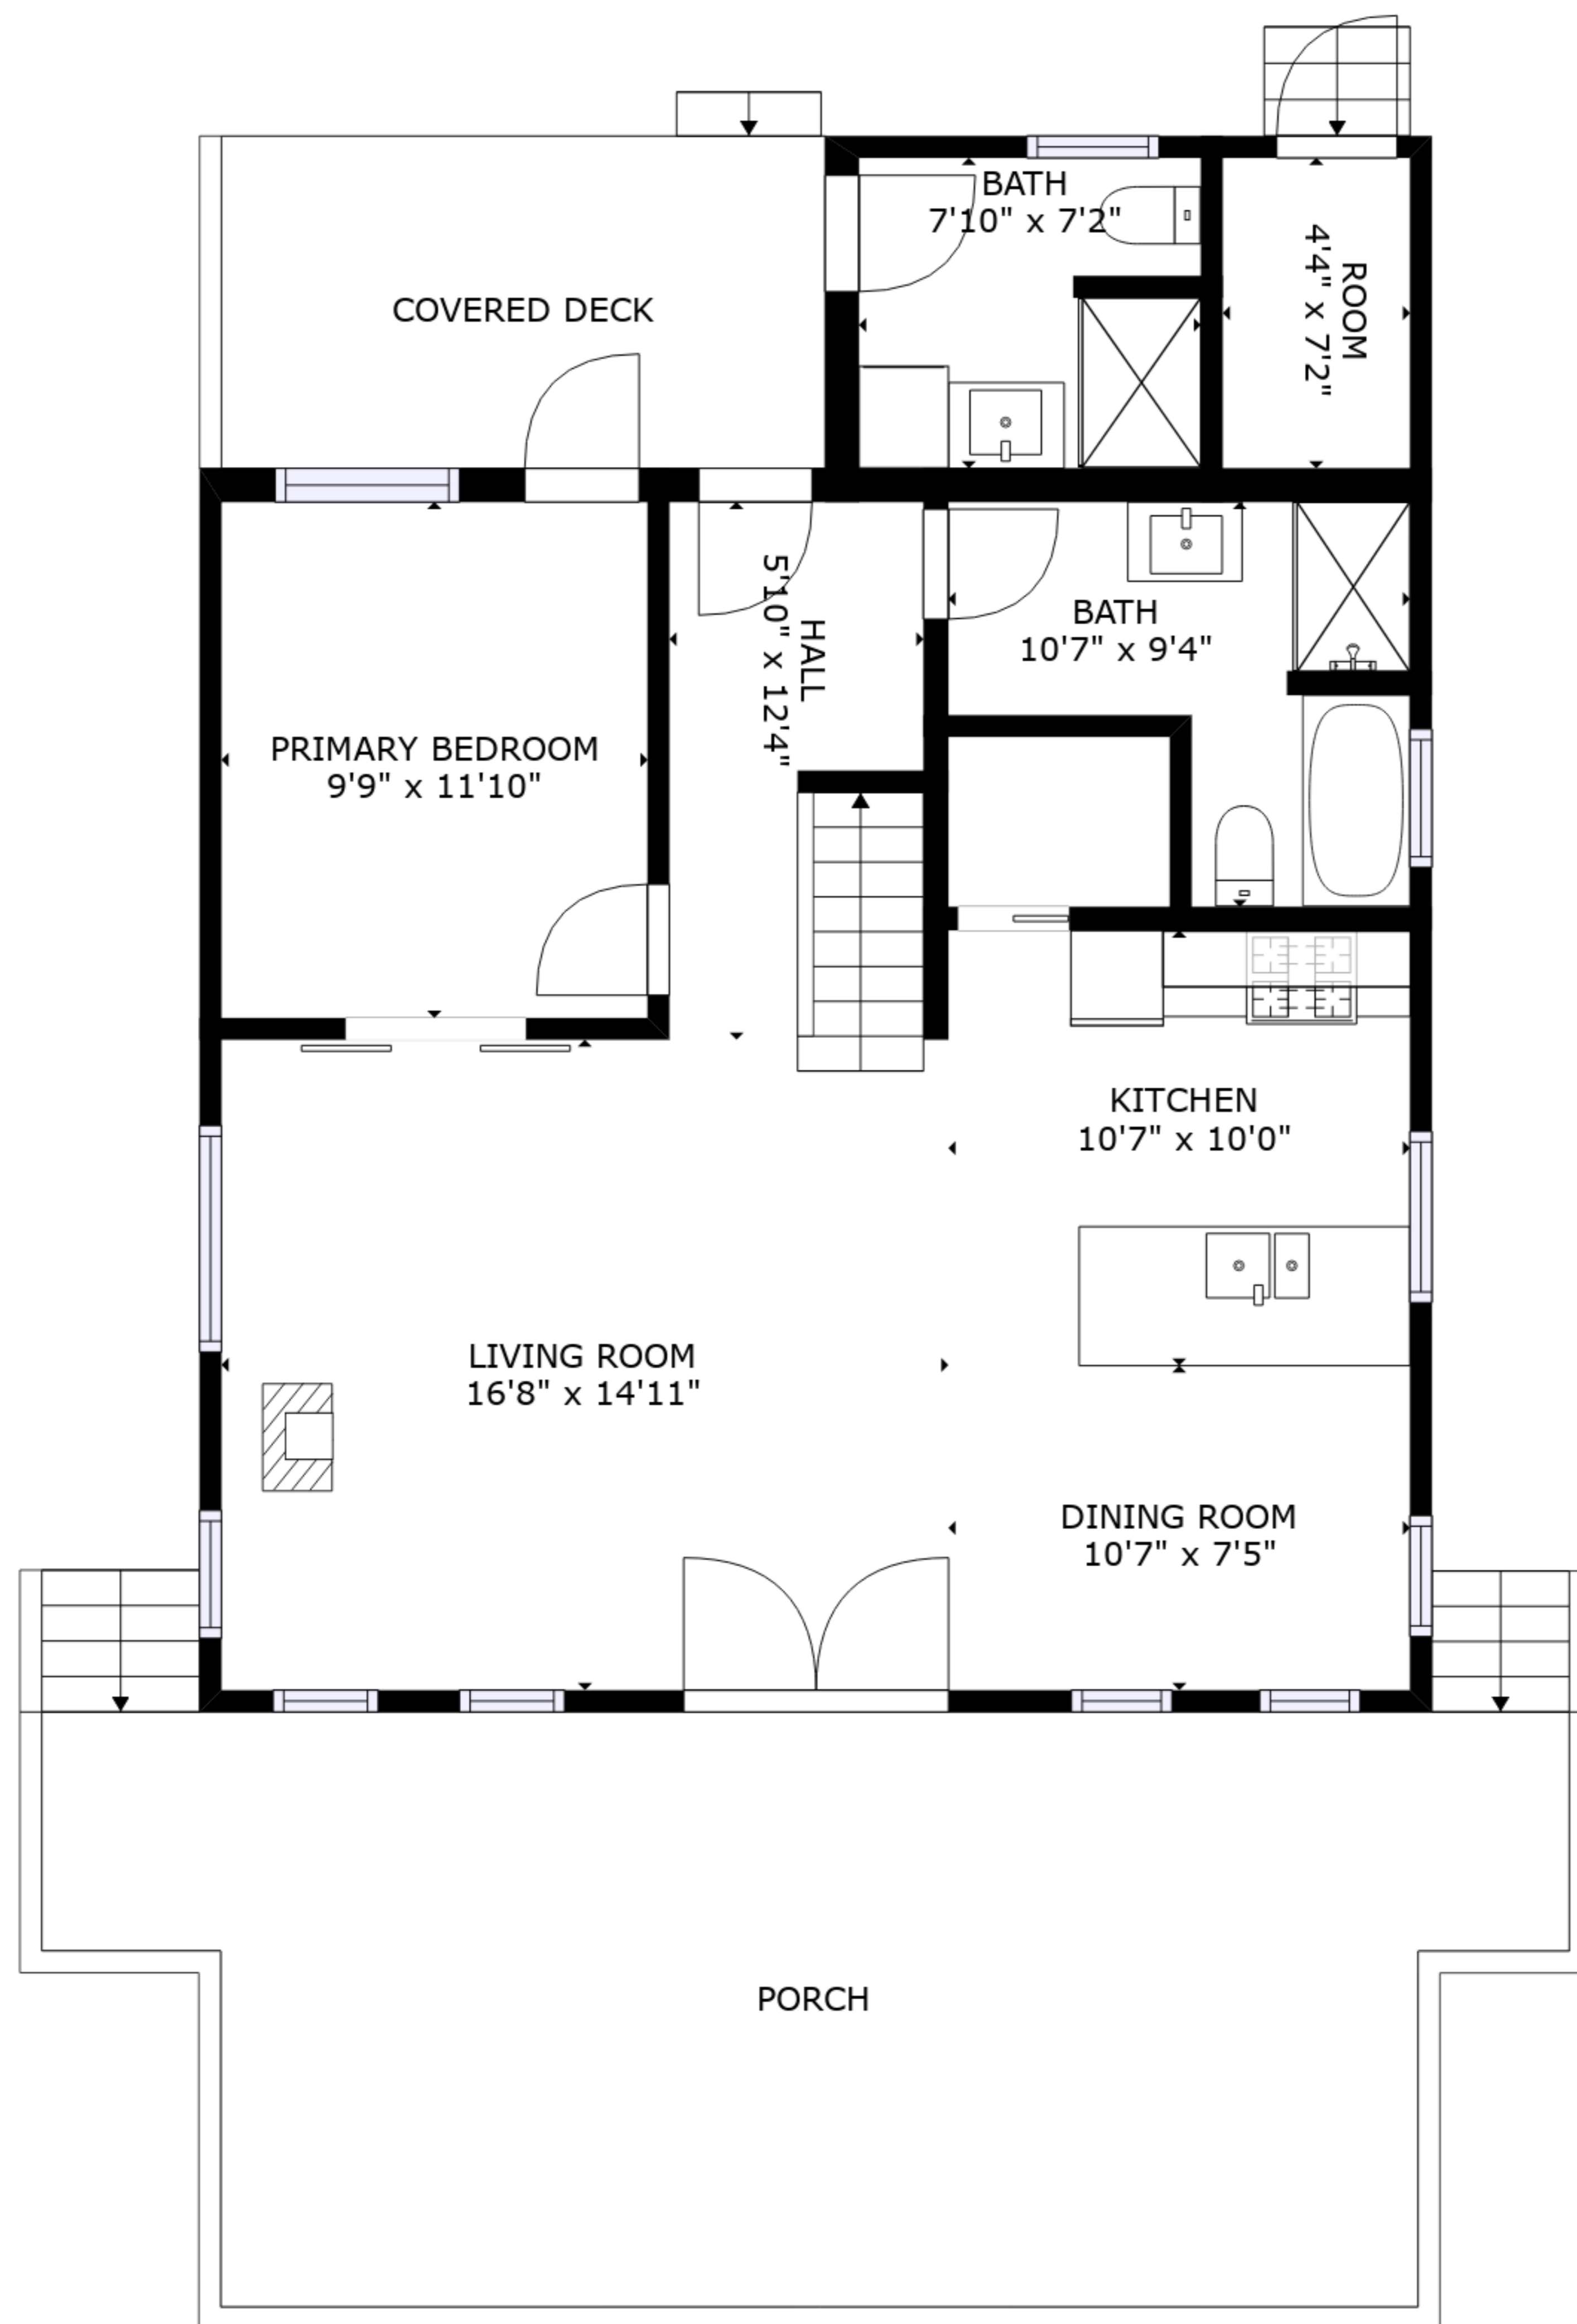 BATH
7'10" x 7'2"
ROOM
4'4" x 7'2"
COVERED DECK
HALL
5'10" x 12'4"
BATH
10'7" x 9'4"
PRIMARY BEDROOM
9'9" x 11'10"
KITCHEN
10'7" x 10'0"
LIVING ROOM
16'8" x 14'11"
DINING ROOM
10'7" x 7'5"
PORCH